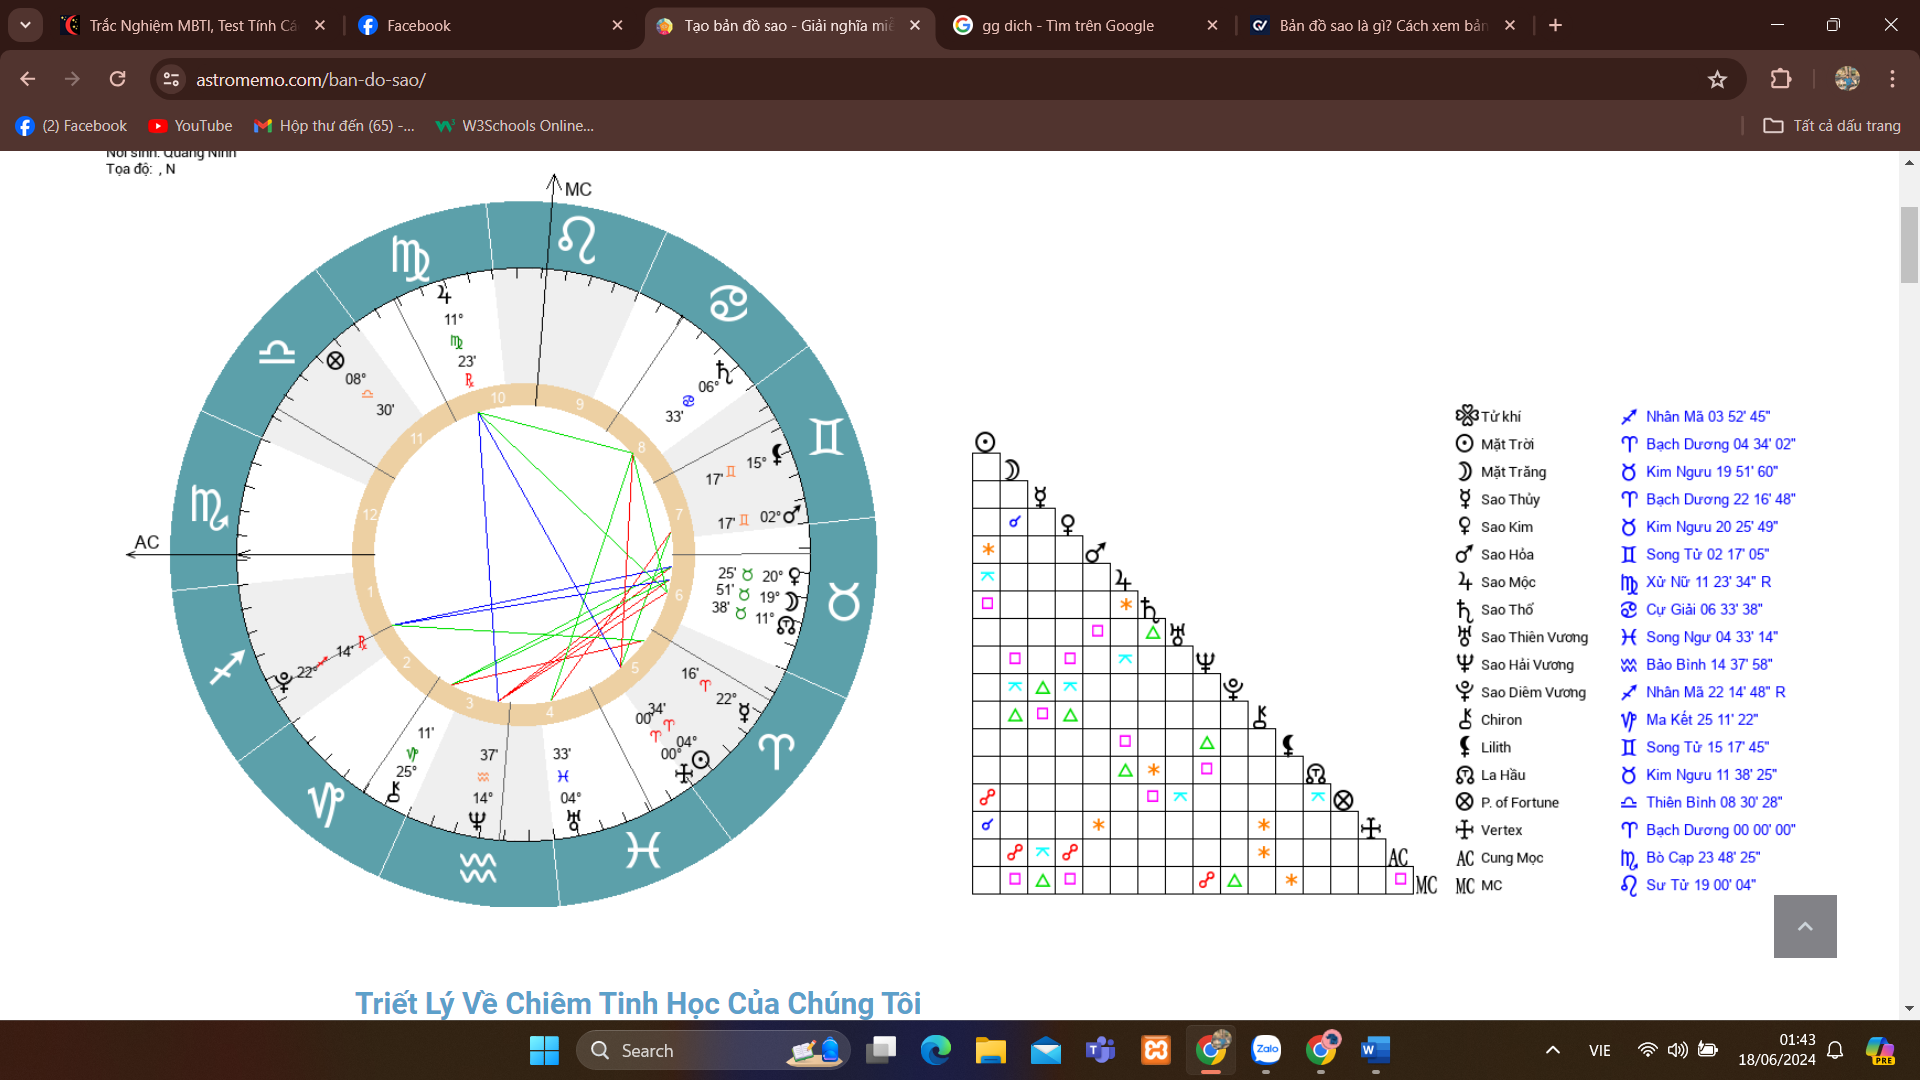 Trắc Nghiệm MBTI, Test Tính Cá
Facebook
Tạo bản đồ sao - Giải nghĩa miễ
gg dich - Tìm trên Google
Bản đồ sao là gì? Cách xem bản
astromemo.com/ban-do-sao/
(2) Facebook
YouTube
Hộp thư đến (65) -...
W3Schools Online...
Tất cả dấu trang
Nơi sinh: Quảng Ninh
Tọa độ: , N
MC
11°
23'
08°
30'
06°
33'
15°
17'
02°
17'
AC
10
9
11
8
12
7
1
6
2
5
3
4
25'
20°
51'
19°
38'
11°
14'
22°
16'
22°
34'
00'
04°
00°
11'
25°
37'
14°
33'
04°
AC
MC
Tử khí Nhân Mã 03 52' 45"
Mặt Trời Bạch Dương 04 34' 02"
Mặt Trăng Kim Ngưu 19 51' 60"
Sao Thủy Bạch Dương 22 16' 48"
Sao Kim Kim Ngưu 20 25' 49"
Sao Hỏa Song Tử 02 17' 05"
Sao Mộc Xử Nữ 11 23' 34" R
Sao Thổ Cự Giải 06 33' 38"
Sao Thiên Vương Song Ngư 04 33' 14"
Sao Hải Vương Bảo Bình 14 37' 58"
Sao Diêm Vương Nhân Mã 22 14' 48" R
Chiron Ma Kết 25 11' 22"
Lilith Song Tử 15 17' 45"
La Hầu Kim Ngưu 11 38' 25"
P. of Fortune Thiên Bình 08 30' 28"
Vertex Bạch Dương 00 00' 00"
AC Cung Mọc Bò Cạp 23 48' 25"
MC MC Sư Tử 19 00' 04"
Triết Lý Về Chiêm Tinh Học Của Chúng Tôi
Search
Zalo
VIE
01:43
18/06/2024
PRE